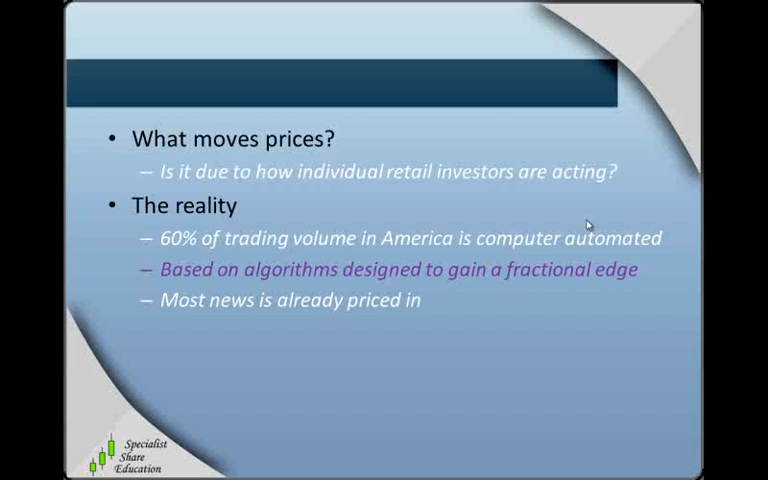 • What moves prices?
– Is it due to how individual retail investors are acting?
• The reality
– 60% of trading volume in America is computer automated
– Based on algorithms designed to gain a fractional edge
– Most news is already priced in
Specialist
Share
Education